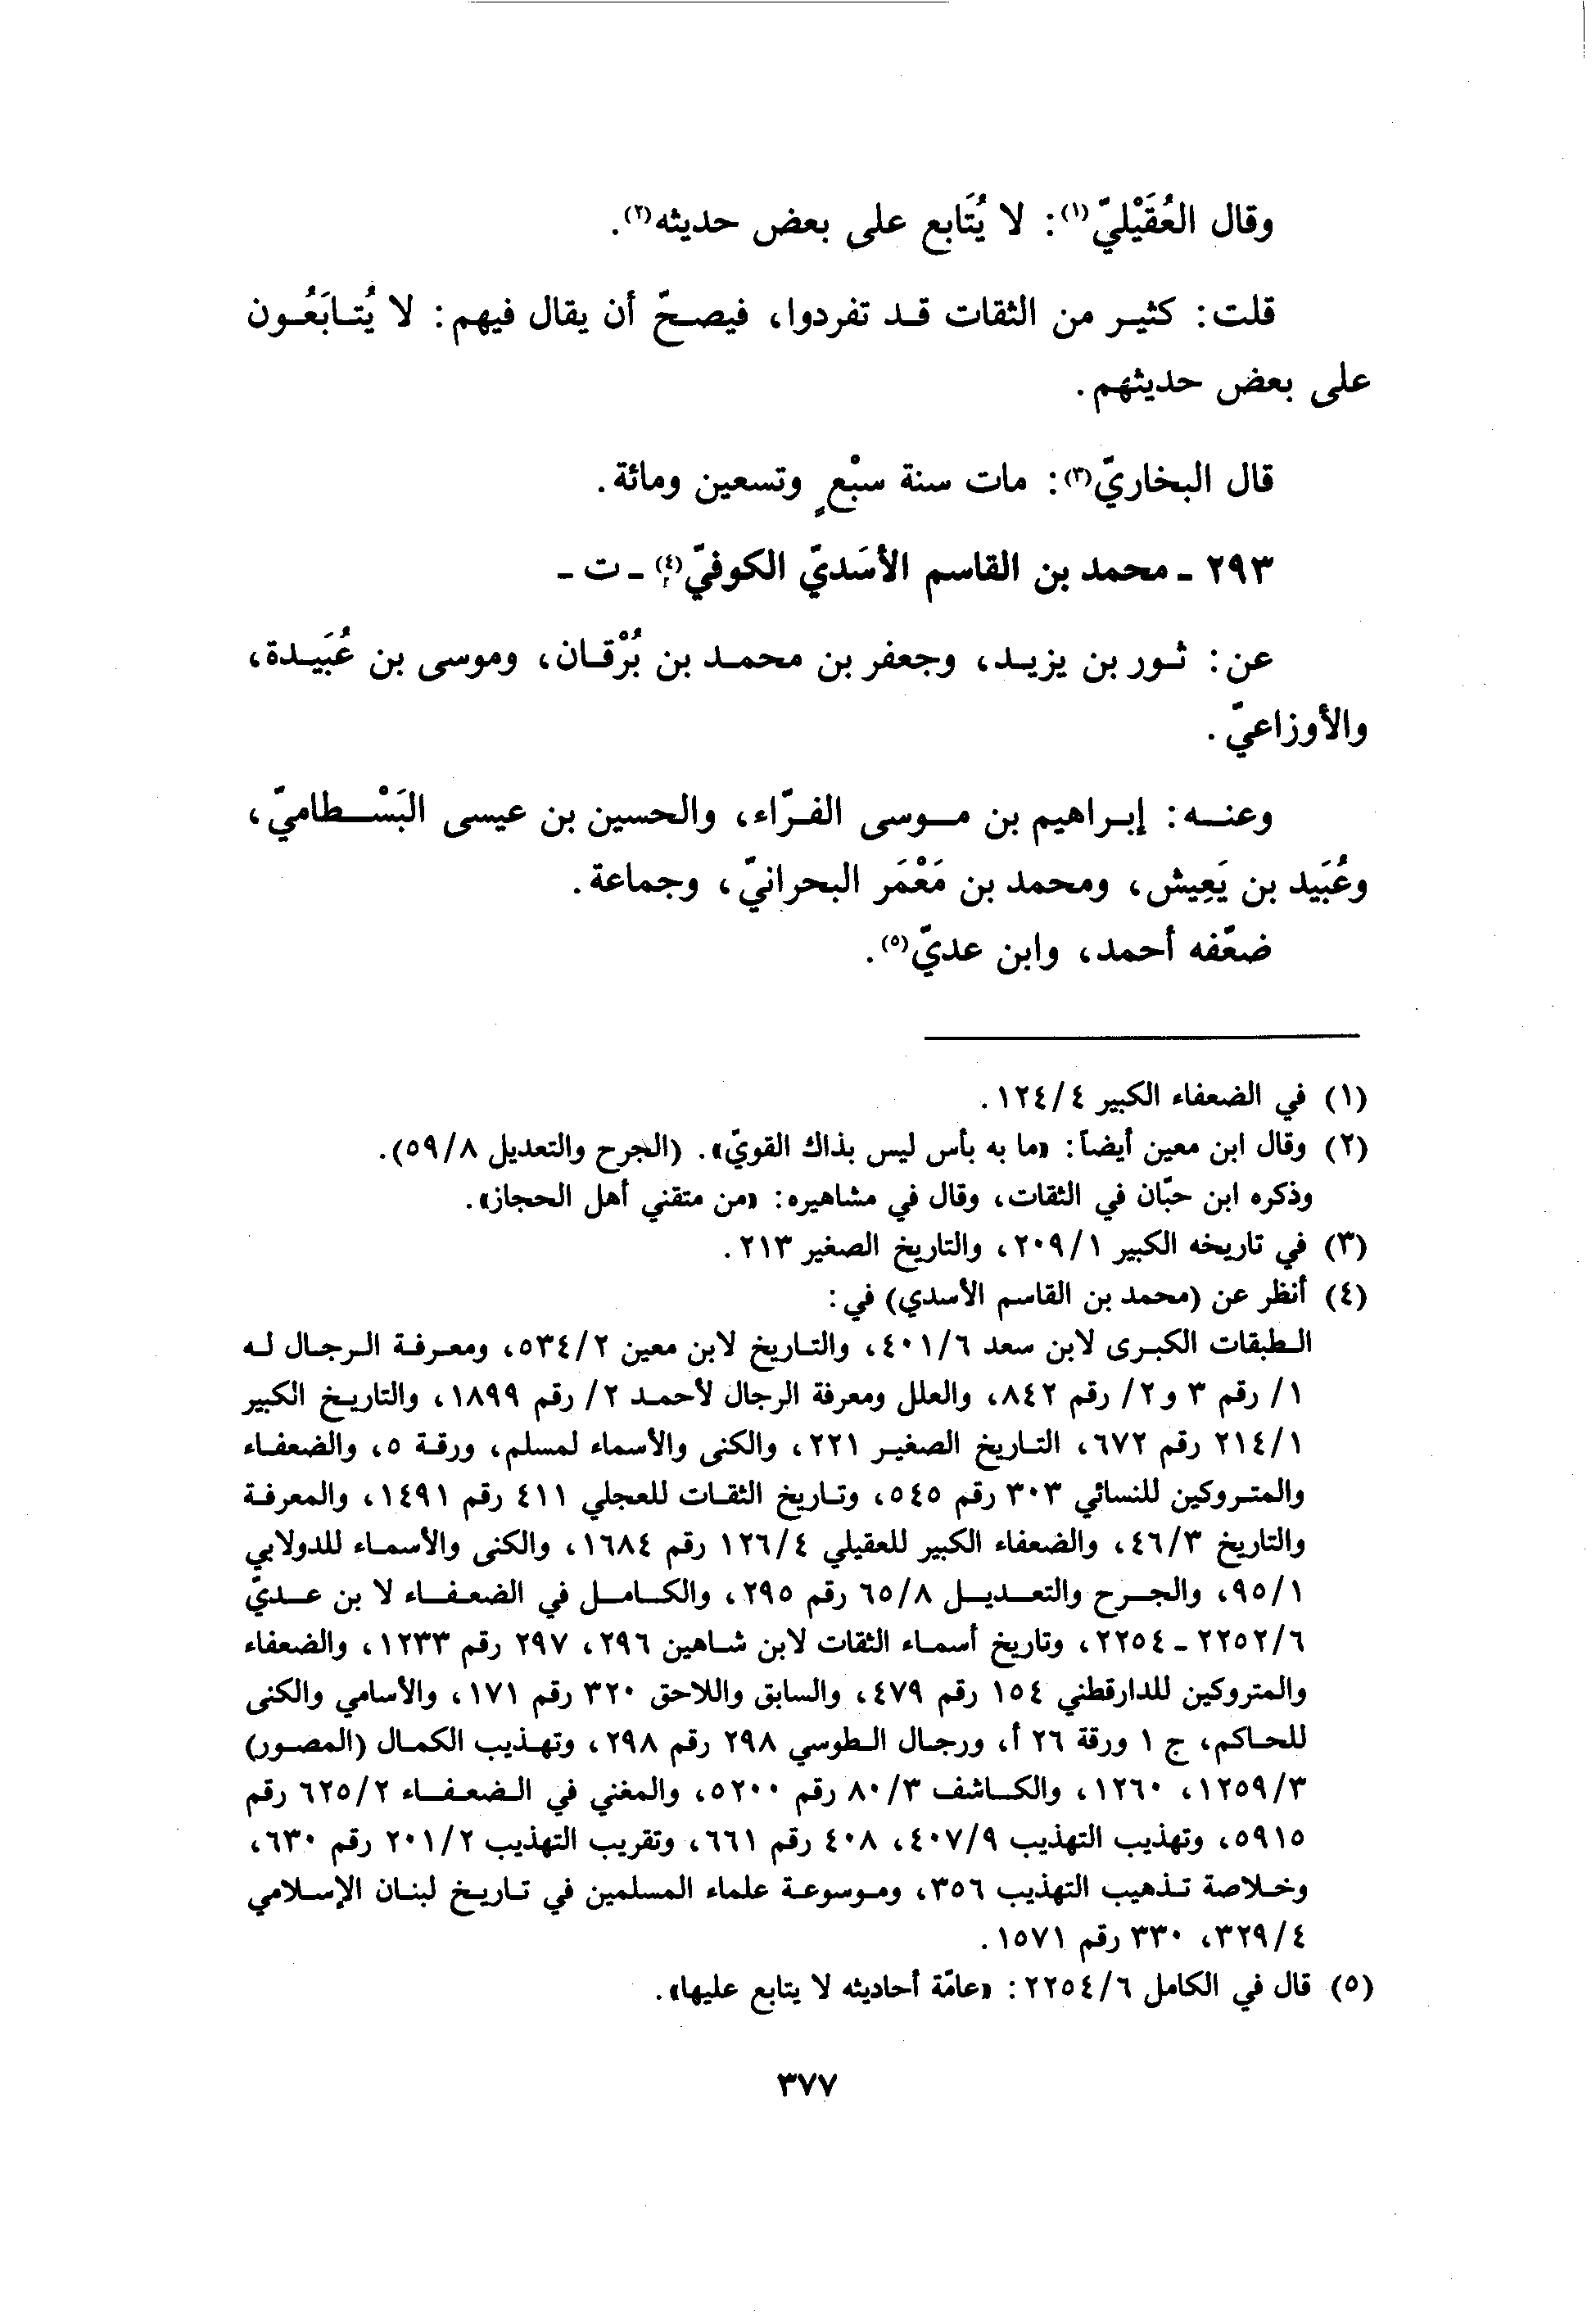 وقال العُقَيْليّ(١): لا يُتَابع على بعض حديثه(٢).
قلت: كثير من الثقات قد تفردوا، فيصحّ أن يقال فيهم: لا يُتابَعُون
على بعض حديثهم.
قال البخاريّ(٣): مات سنة سبْعٍ وتسعين ومائة.
٢٩٣ ـ محمد بن القاسم الأسَديّ الكوفيّ(٤) ـ ت ـ
عن: ثور بن يزيد، وجعفر بن محمد بن بُرْقان، وموسى بن عُبَيدة،
والأوزاعيّ.
وعنه: إبراهيم بن موسى الفرّاء، والحسين بن عيسى البَسْطاميّ،
وعُبَيد بن يَعِيش، ومحمد بن مَعْمَر البحرانيّ، وجماعة.
ضعّفه أحمد، وابن عديّ(٥).
(١) في الضعفاء الكبير ١٢٤/٤.
(٢) وقال ابن معين أيضاً: «ما به بأس ليس بذاك القويّ». (الجرح والتعديل ٥٩/٨).
وذكره ابن حبّان في الثقات، وقال في مشاهيره: «من متقني أهل الحجاز».
(٣) في تاريخه الكبير ٢٠٩/١، والتاريخ الصغير ٢١٣.
(٤) أنظر عن (محمد بن القاسم الأسدي) في:
الطبقات الكبرى لابن سعد ٤٠١/٦، والتاريخ لابن معين ٥٣٤/٢، ومعرفة الرجال له
١/ رقم ٣ و٢/ رقم ٨٤٢، والعلل ومعرفة الرجال لأحمد ٢/ رقم ١٨٩٩، والتاريخ الكبير
٢١٤/١ رقم ٦٧٢، التاريخ الصغير ٢٢١، والكنى والأسماء لمسلم، ورقة ٥، والضعفاء
والمتروكين للنسائي ٣٠٣ رقم ٥٤٥، وتاريخ الثقات للعجلي ٤١١ رقم ١٤٩١، والمعرفة
والتاريخ ٤٦/٣، والضعفاء الكبير للعقيلي ١٢٦/٤ رقم ١٦٨٤، والكنى والأسماء للدولابي
٩٥/١، والجرح والتعديل ٦٥/٨ رقم ٢٩٥، والكامل في الضعفاء لا بن عديّ
٢٢٥٢/٦ ـ ٢٢٥٤، وتاريخ أسماء الثقات لابن شاهين ٢٩٦، ٢٩٧ رقم ١٢٣٣، والضعفاء
والمتروكين للدارقطني ١٥٤ رقم ٤٧٩، والسابق واللاحق ٣٢٠ رقم ١٧١، والأسامي والكنى
للحاكم، ج ١ ورقة ٢٦ أ، ورجال الطوسي ٢٩٨ رقم ٢٩٨، وتهذيب الكمال (المصور)
١٢٥٩/٣، ١٢٦٠، والكاشف ٨٠/٣ رقم ٥٢٠٠، والمغني في الضعفاء ٦٢٥/٢ رقم
٥٩١٥، وتهذيب التهذيب ٤٠٧/٩، ٤٠٨ رقم ٦٦١، وتقريب التهذيب ٢٠١/٢ رقم ٦٣٠،
وخلاصة تذهيب التهذيب ٣٥٦، وموسوعة علماء المسلمين في تاريخ لبنان الإسلامي
٣٢٩/٤، ٣٣٠ رقم ١٥٧١.
(٥) قال في الكامل ٢٢٥٤/٦: «عامّة أحاديثه لا يتابع عليها».
٣٧٧